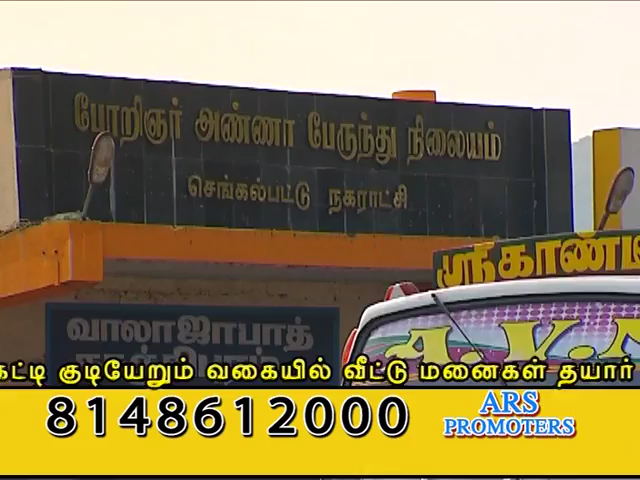 பேரறிஞர் அண்ணா பேருந்து நிலையம்
செங்கல்பட்டு நகராட்சி
ஸ்ரீகாண்டீ
வாலாஜாபாத்
A.V.
கட்டி குடியேறும் வகையில் வீட்டு மனைகள் தயார்
8148612000
ARS
PROMOTERS